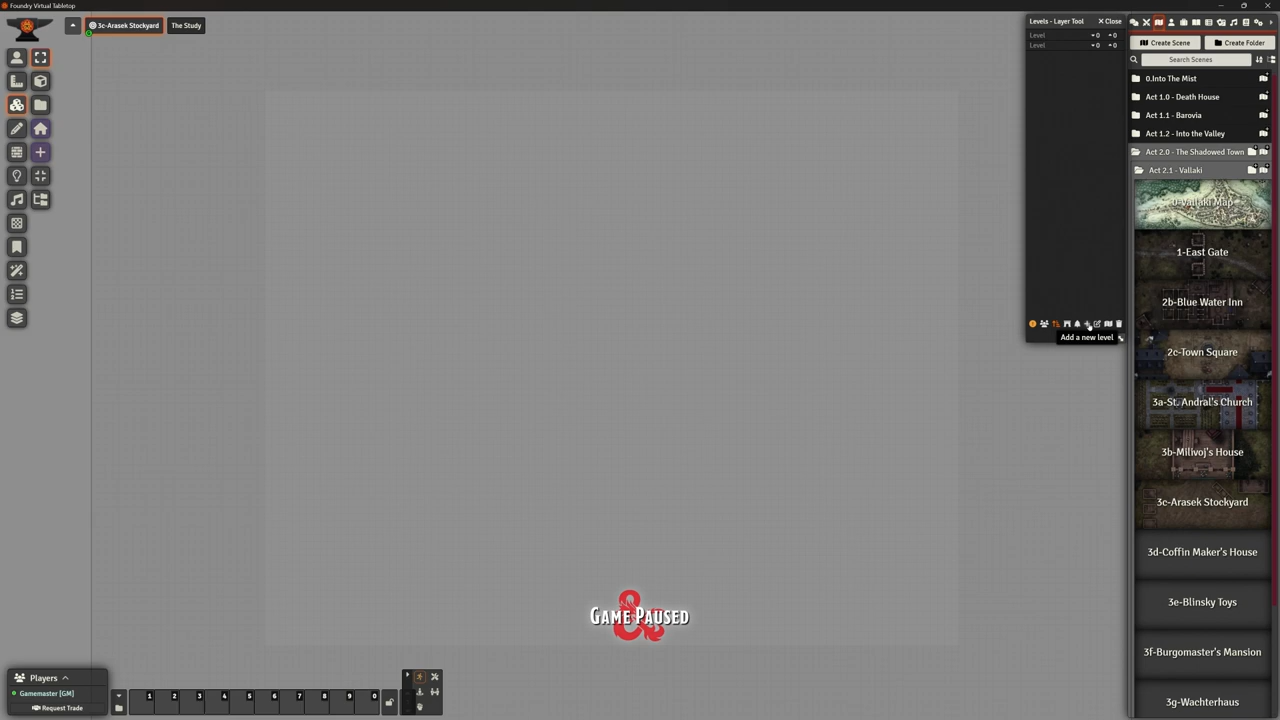 Foundry Virtual Tabletop
3c-Arasek Stockyard
The Study
Levels - Layer Tool
Close
Level 0 0
Level 0 0
Add a new level
Create Scene
Create Folder
Search Scenes
0.Into The Mist
Act 1.0 - Death House
Act 1.1 - Barovia
Act 1.2 - Into the Valley
Act 2.0 - The Shadowed Town
Act 2.1 - Vallaki
0-Vallaki Map
1-East Gate
2b-Blue Water Inn
2c-Town Square
3a-St. Andral's Church
3b-Milivoj's House
3c-Arasek Stockyard
3d-Coffin Maker's House
3e-Blinsky Toys
3f-Burgomaster's Mansion
3g-Wachterhaus
GAME PAUSED
Players
Gamemaster [GM]
Request Trade
1 2 3 4 5 6 7 8 9 0